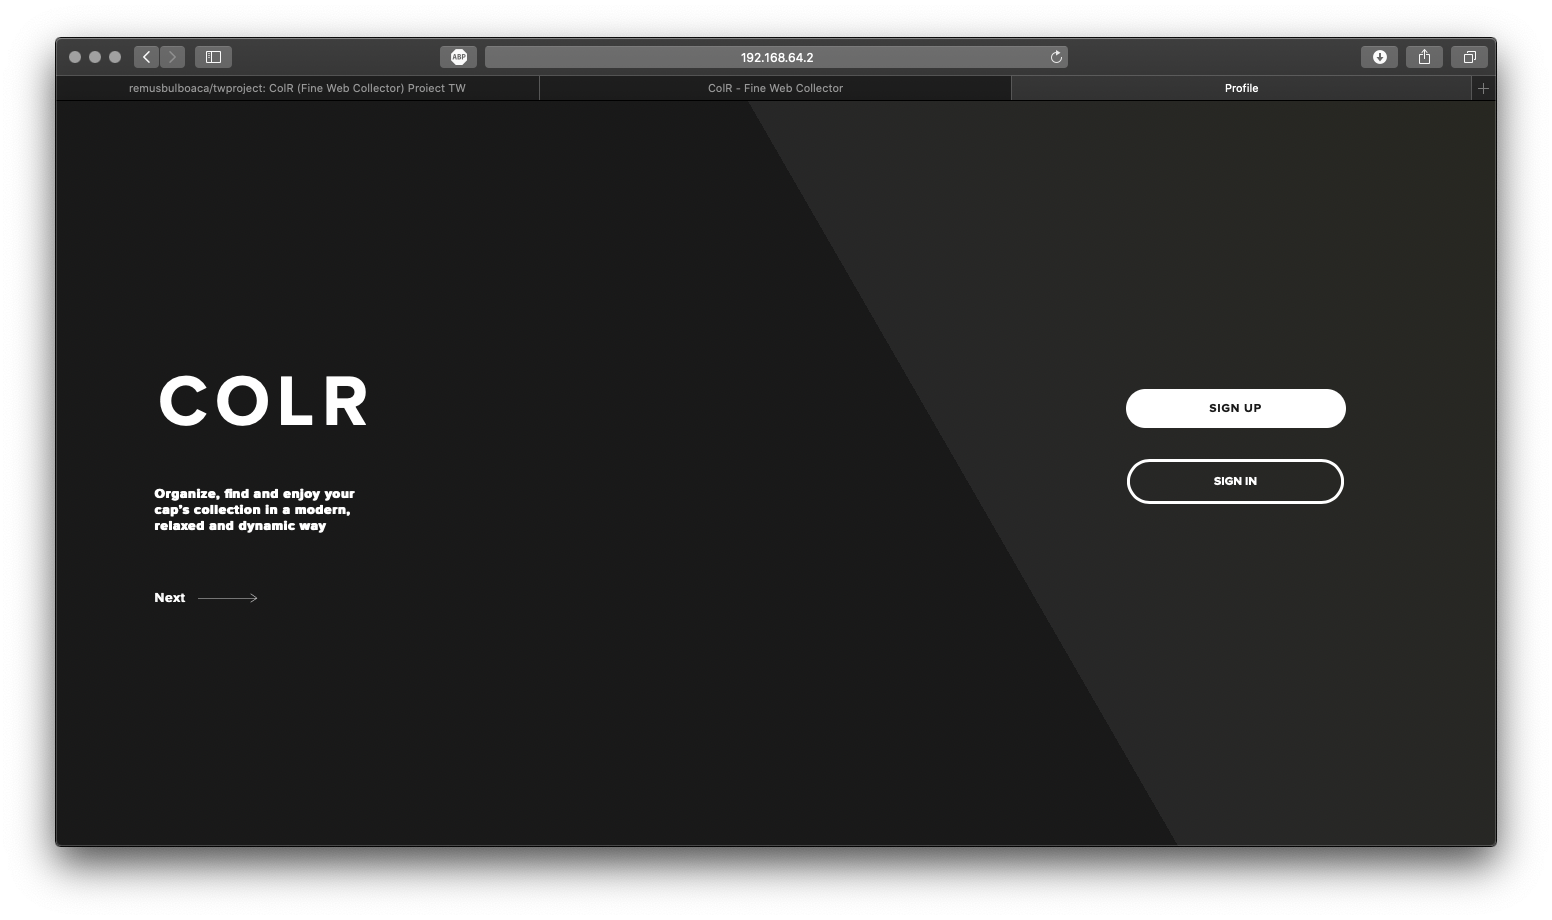 ABP
192.168.64.2
remusbulboaca/twproject: ColR (Fine Web Collector) Proiect TW
ColR - Fine Web Collector
Profile
COLR
Organize, find and enjoy your
cap's collection in a modern,
relaxed and dynamic way
Next
SIGN UP
SIGN IN